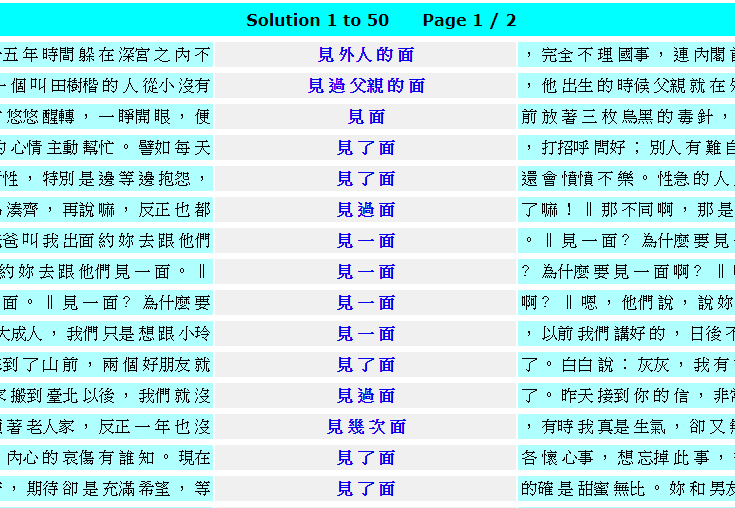 Solution 1 to 50 Page 1 / 2
五年時間躲在深宮之內不 見外人的面 ，完全不理國事，連內閣
一個叫田樹楷的人從小沒有 見過父親的面 ，他出生的時候父親就在
悠悠醒轉，一睜開眼，便 見面 前放著三枚烏黑的毒針，
的心情主動幫忙。譬如每天 見了面 ，打招呼問好；別人有難自
性，特別是邊等邊抱怨， 見了面 還會憤憤不樂。性急的人
湊齊，再說嘛，反正也都 見過面 了嘛！‖那不同啊，那是
爸叫我出面約妳去跟他們 見一面 。‖見一面？為什麼要見
約妳去跟他們見一面。‖ 見一面 ？為什麼要見一面啊？‖
面。‖見一面？為什麼要 見一面 啊？‖嗯，他們說，說妳
大成人，我們只是想跟小玲 見一面 ，以前我們講好的，日後不
到了山前，兩個好朋友就 見了面 了。白白說：灰灰，我有
家搬到臺北以後，我們就沒 見過面 了。昨天接到你的信，非
著老人家，反正一年也沒 見幾次面 ，有時我真是生氣，卻又
內心的哀傷有誰知。現在 見了面 各懷心事，想忘掉此事，
，期待卻是充滿希望，等 見了面 的確是甜蜜無比。妳和男友